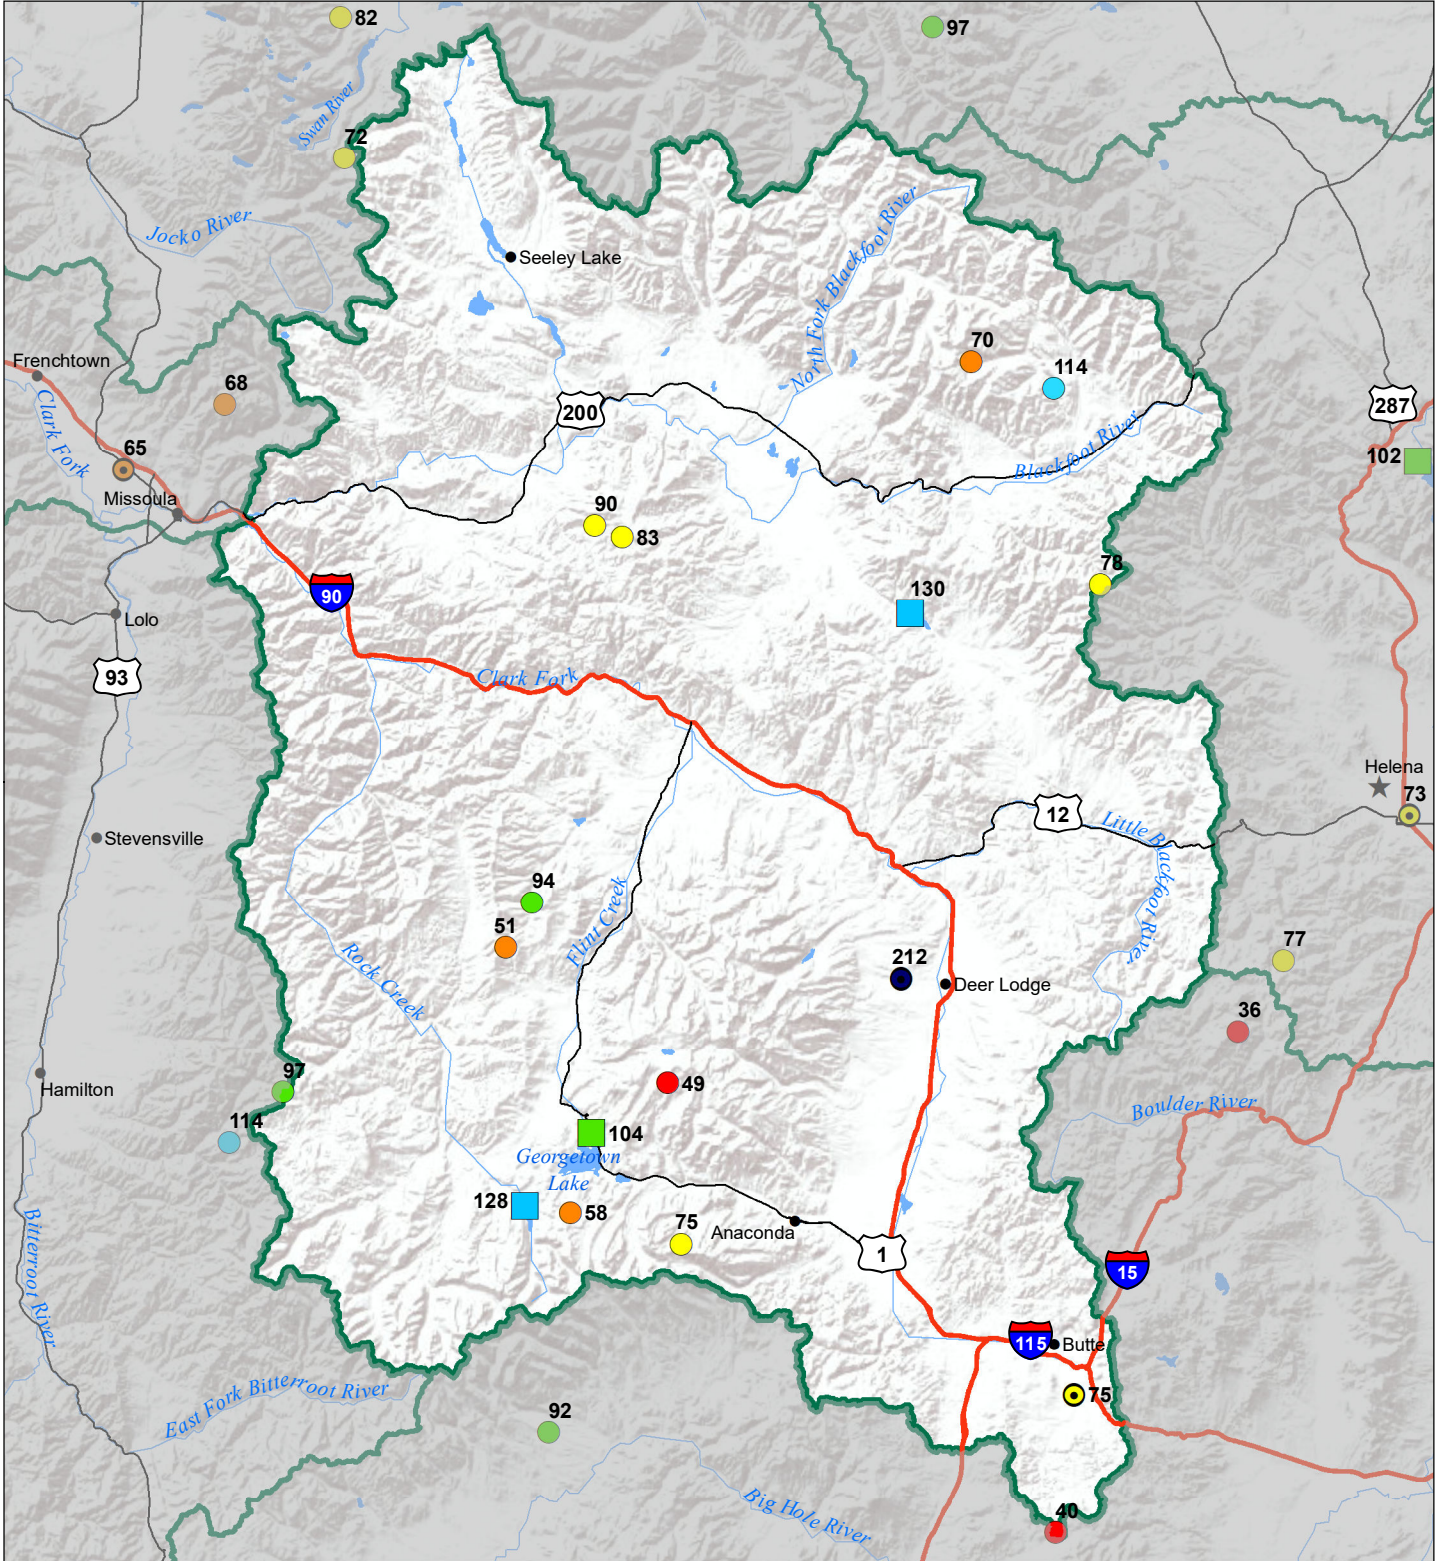 82
97
Swan River
72
Jocko River
North Fork Blackfoot River
Seeley Lake
Frenchtown
70
114
68
200
287
Clark Fork
65
Blackfoot River
102
Missoula
90
83
78
130
90
Lolo
93
Clark Fork
Helena
73
12
Little Blackfoot River
Stevensville
94
Flint Creek
51
77
212
Rock Creek
Deer Lodge
36
97
49
Hamilton
Boulder River
114
104
Georgetown
Lake
128
58
75
Anaconda
1
15
Bitterroot River
115
Butte
East Fork Bitterroot River
75
92
Big Hole River
40